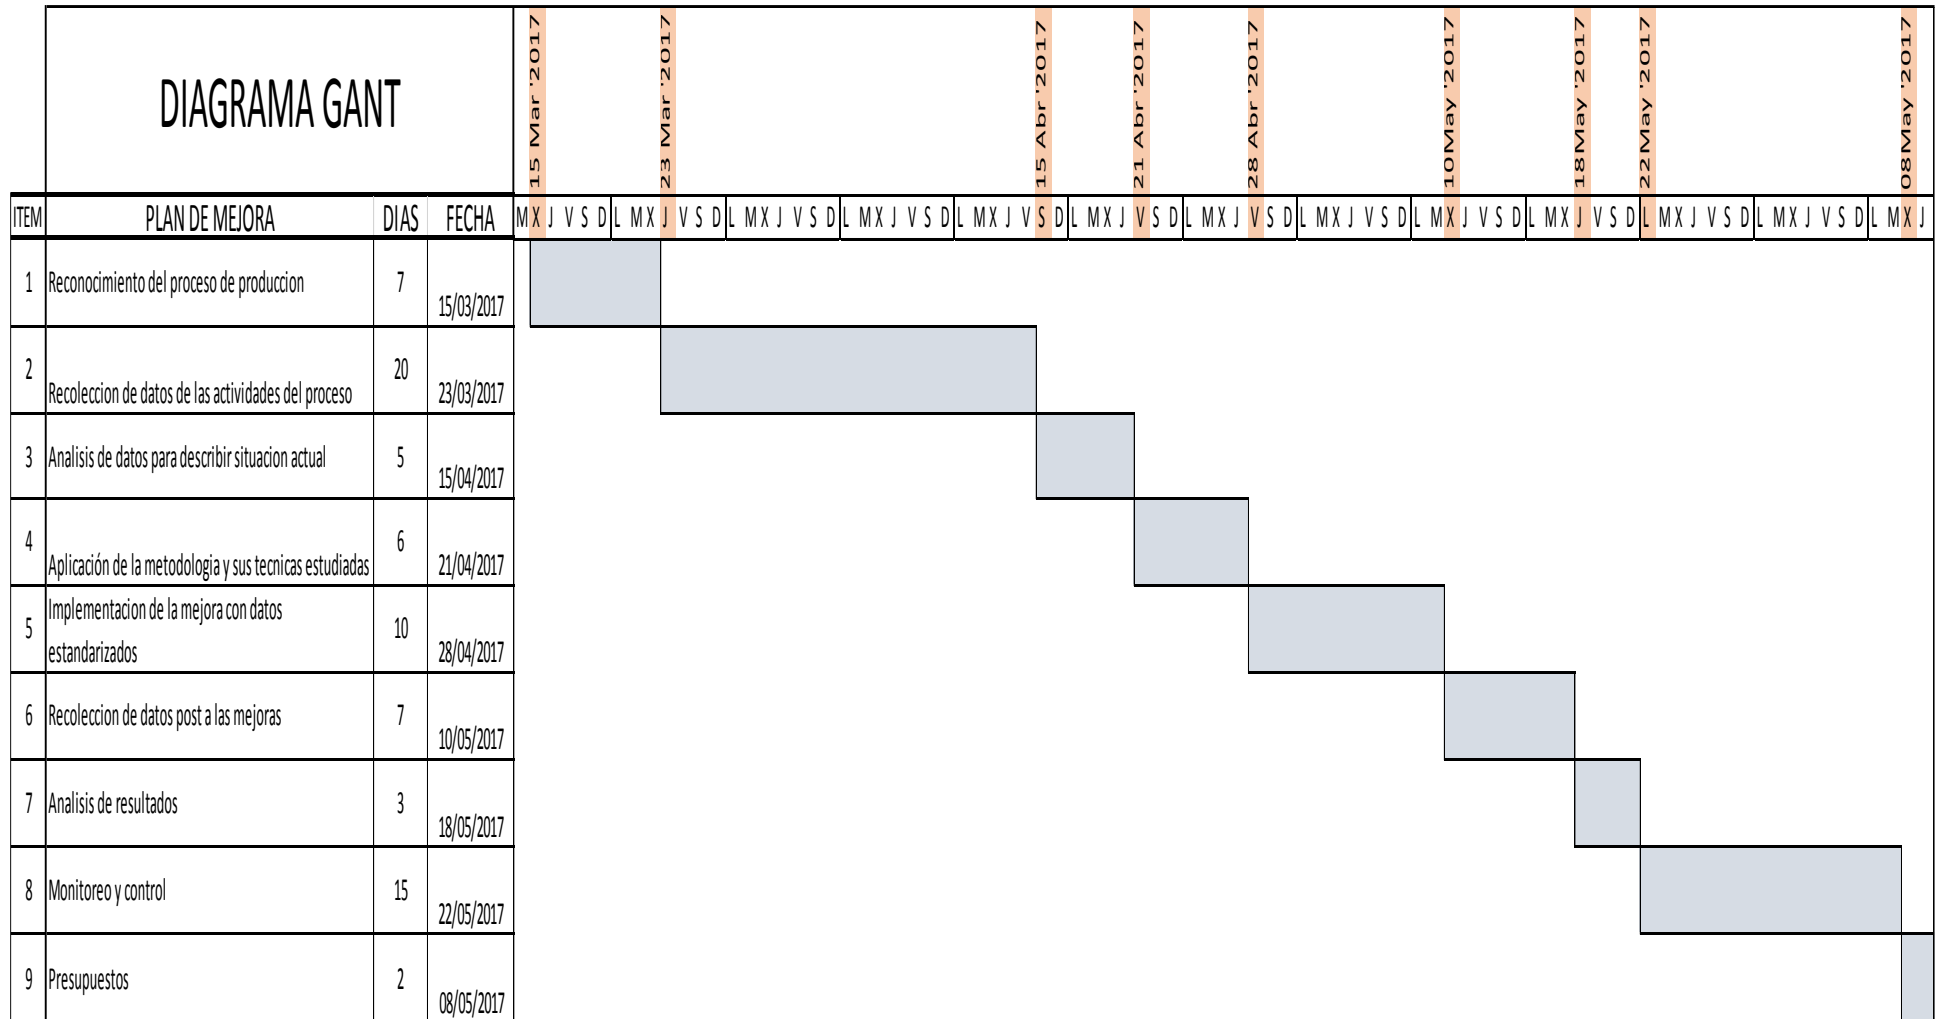 DIAGRAMA GANT
15 Mar '2017
23 Mar '2017
15 Abr '2017
21 Abr '2017
28 Abr '2017
10May '2017
18May '2017
22May '2017
08May '2017
ITEM PLAN DE MEJORA DIAS FECHA M X J V S D L M X J V S D L M X J V S D L M X J V S D L M X J V S D L M X J V S D L M X J V S D L M X J V S D L M X J V S D L M X J V S D L M X J V S D L M X J V S D L M X J
1 Reconocimiento del proceso de produccion 7 15/03/2017
2 Recoleccion de datos de las actividades del proceso 20 23/03/2017
3 Analisis de datos para describir situacion actual 5 15/04/2017
4 Aplicación de la metodologia y sus tecnicas estudiadas 6 21/04/2017
5 Implementacion de la mejora con datos
estandarizados 10 28/04/2017
6 Recoleccion de datos post a las mejoras 7 10/05/2017
7 Analisis de resultados 3 18/05/2017
8 Monitoreo y control 15 22/05/2017
9 Presupuestos 2 08/05/2017